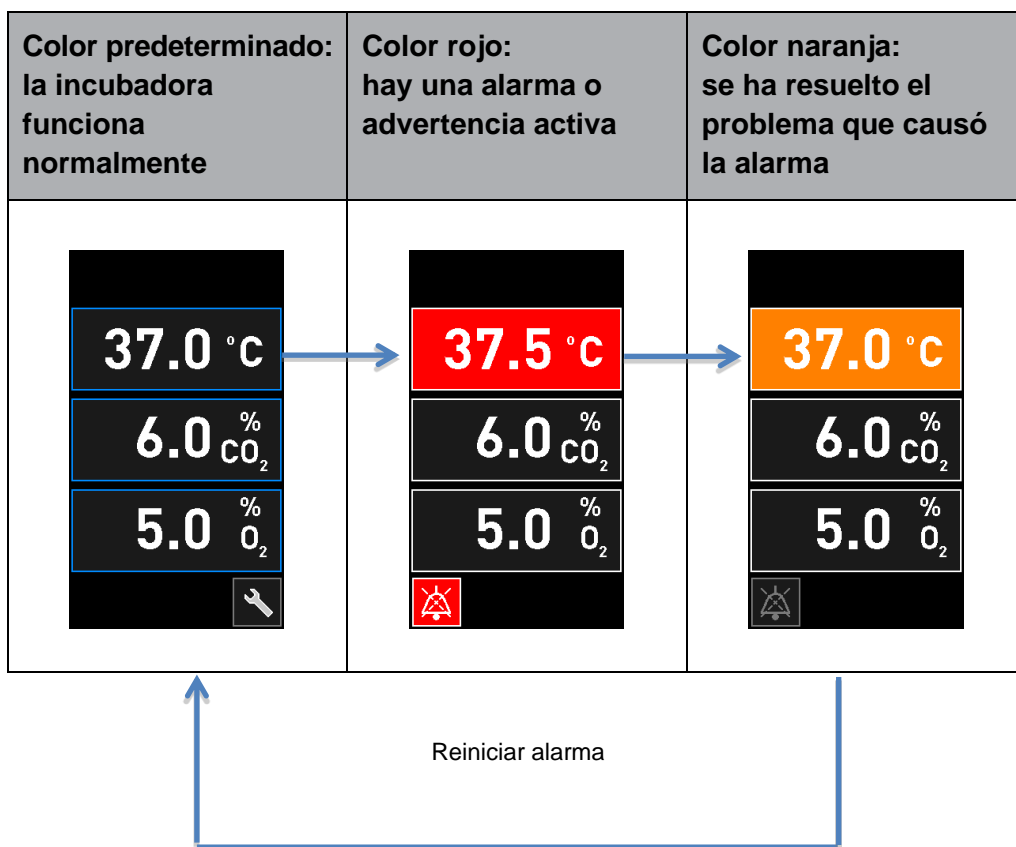 Color predeterminado:
la incubadora
funciona
normalmente
Color rojo:
hay una alarma o
advertencia activa
Color naranja:
se ha resuelto el
problema que causó
la alarma
37.0 °C
6.0 % CO₂
5.0 % O₂
37.5 °C
6.0 % CO₂
5.0 % O₂
37.0 °C
6.0 % CO₂
5.0 % O₂
Reiniciar alarma